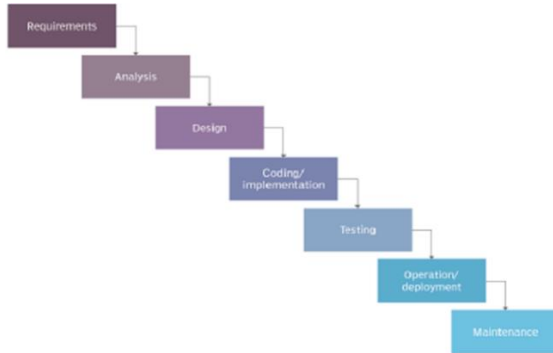 Requirements
Analysis
Design
Coding/
implementation
Testing
Operation/
deployment
Maintenance